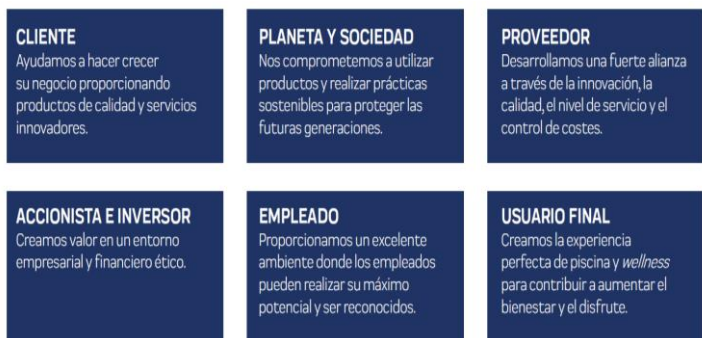 CLIENTE
Ayudamos a hacer crecer
su negocio proporcionando
productos de calidad y servicios
innovadores.
PLANETA Y SOCIEDAD
Nos comprometemos a utilizar
productos y realizar prácticas
sostenibles para proteger las
futuras generaciones.
PROVEEDOR
Desarrollamos una fuerte alianza
a través de la innovación, la
calidad, el nivel de servicio y el
control de costes.
ACCIONISTA E INVERSOR
Creamos valor en un entorno
empresarial y financiero ético.
EMPLEADO
Proporcionamos un excelente
ambiente donde los empleados
pueden realizar su máximo
potencial y ser reconocidos.
USUARIO FINAL
Creamos la experiencia
perfecta de piscina y wellness
para contribuir a aumentar el
bienestar y el disfrute.